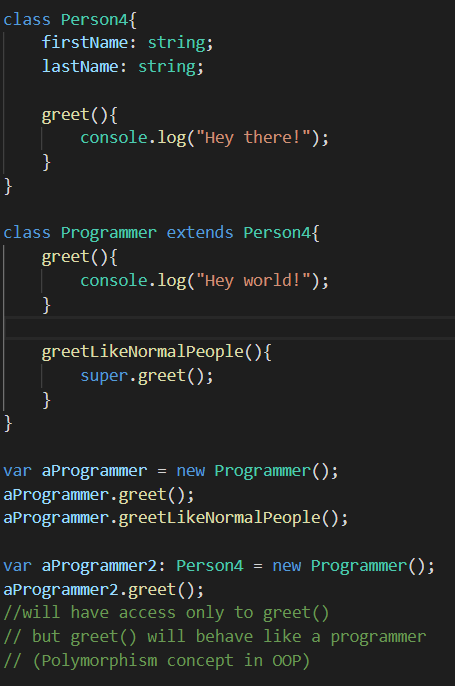 class Person4{
    firstName: string;
    lastName: string;

    greet(){
        console.log("Hey there!");
    }
}

class Programmer extends Person4{
    greet(){
        console.log("Hey world!");
    }

    greetLikeNormalPeople(){
        super.greet();
    }
}

var aProgrammer = new Programmer();
aProgrammer.greet();
aProgrammer.greetLikeNormalPeople();

var aProgrammer2: Person4 = new Programmer();
aProgrammer2.greet();
//will have access only to greet()
// but greet() will behave like a programmer
// (Polymorphism concept in OOP)